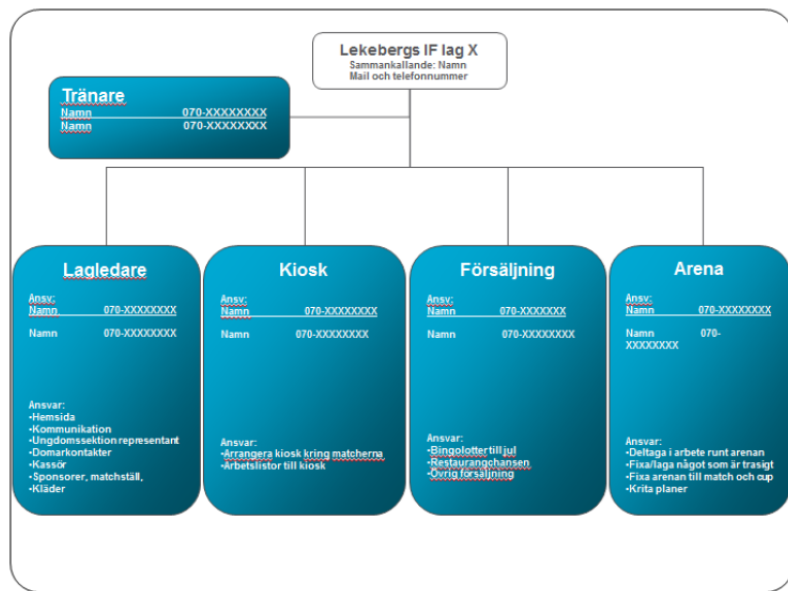 Lekebergs IF lag X
Sammankallande: Namn
Mail och telefonnummer
Tränare
Namn 070-XXXXXXXX
Namn 070-XXXXXXXX
Lagledare
Ansv:
Namn 070-XXXXXXXX
Namn 070-XXXXXXXX
Ansvar:
•Hemsida
•Kommunikation
•Ungdomssektion representant
•Domarkontakter
•Kassör
•Sponsorer, matchställ,
•Kläder
Kiosk
Ansv:
Namn 070-XXXXXXXX
Namn 070-XXXXXXXX
Ansvar:
•Arrangera kiosk kring matcherna
•Arbetslistor till kiosk
Försäljning
Ansv:
Namn 070-XXXXXXX
Namn 070-XXXXXXXX
Ansvar:
•Bingolotter till jul
•Restaurangchansen
•Övrig försäljning
Arena
Ansv:
Namn 070-XXXXXXXX
Namn 070-
XXXXXXXX
Ansvar:
•Deltaga i arbete runt arenan
•Fixa/laga något som är trasigt
•Fixa arenan till match och cup
•Krita planer